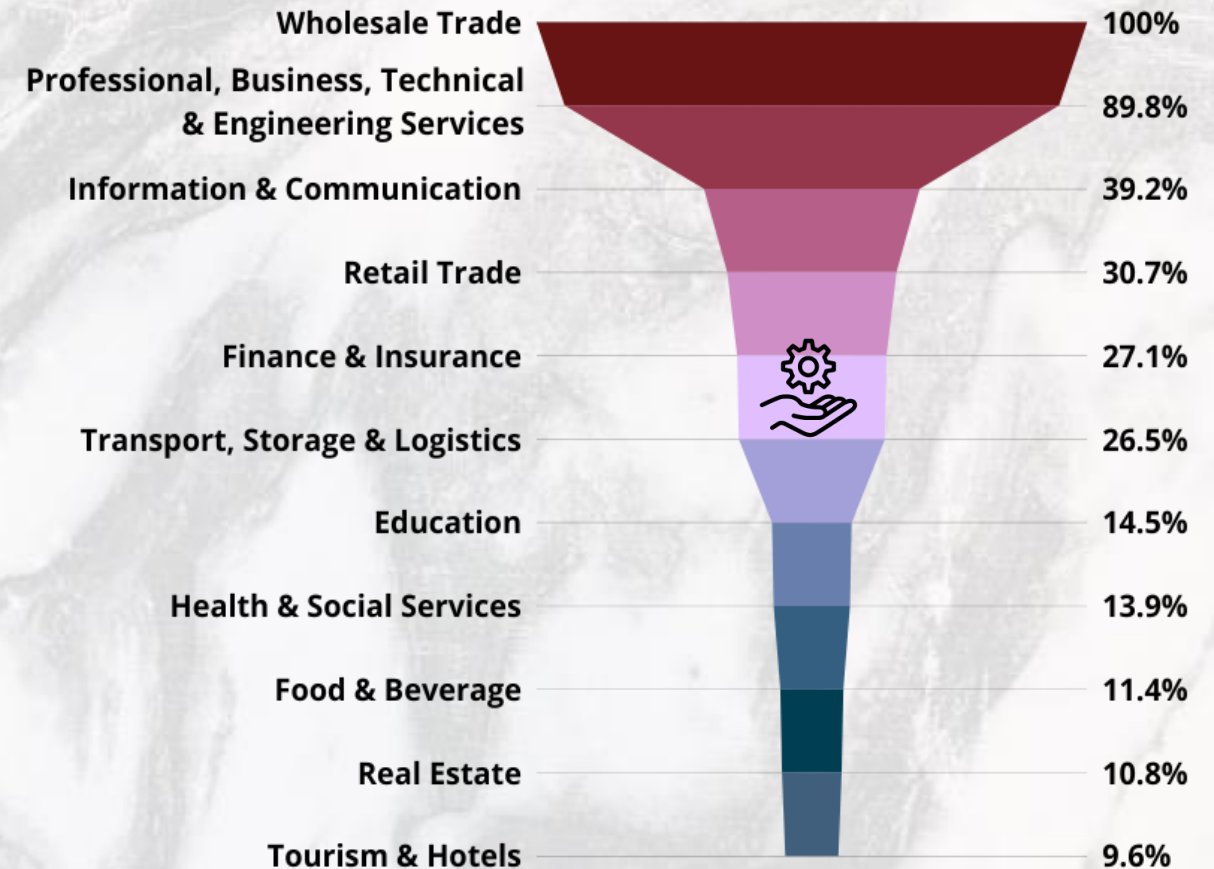 Wholesale Trade 100%
Professional, Business, Technical
& Engineering Services 89.8%
Information & Communication 39.2%
Retail Trade 30.7%
Finance & Insurance 27.1%
Transport, Storage & Logistics 26.5%
Education 14.5%
Health & Social Services 13.9%
Food & Beverage 11.4%
Real Estate 10.8%
Tourism & Hotels 9.6%